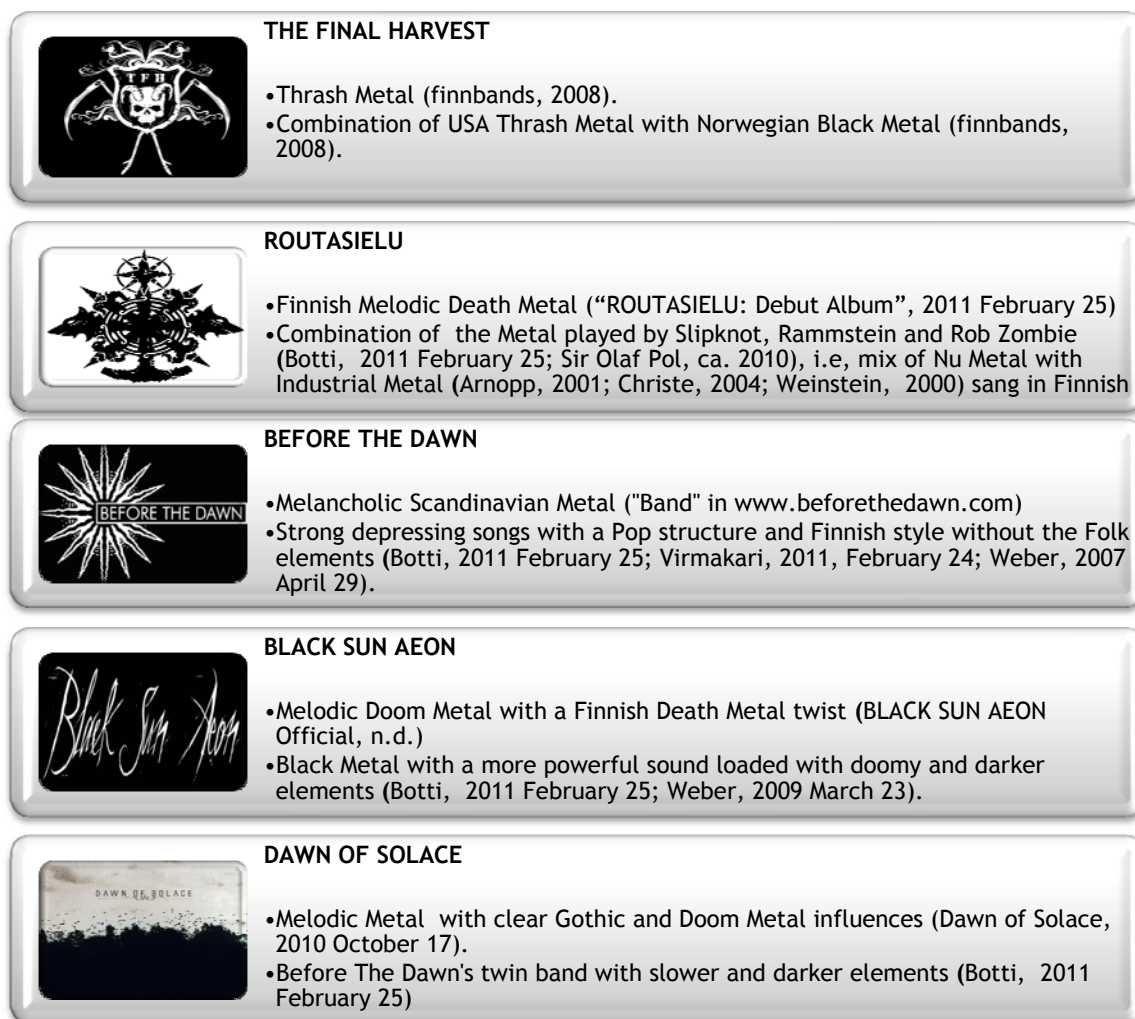 THE FINAL HARVEST
T F H
•Thrash Metal (finnbands, 2008).
•Combination of USA Thrash Metal with Norwegian Black Metal (finnbands,
2008).
ROUTASIELU
•Finnish Melodic Death Metal (“ROUTASIELU: Debut Album”, 2011 February 25)
•Combination of the Metal played by Slipknot, Rammstein and Rob Zombie
(Botti, 2011 February 25; Sir Olaf Pol, ca. 2010), i.e, mix of Nu Metal with
Industrial Metal (Arnopp, 2001; Christe, 2004; Weinstein, 2000) sang in Finnish
BEFORE THE DAWN
BEFORE THE DAWN
•Melancholic Scandinavian Metal ("Band" in www.beforethedawn.com)
•Strong depressing songs with a Pop structure and Finnish style without the Folk
elements (Botti, 2011 February 25; Virmakari, 2011, February 24; Weber, 2007
April 29).
BLACK SUN AEON
Black Sun Aeon
•Melodic Doom Metal with a Finnish Death Metal twist (BLACK SUN AEON
Official, n.d.)
•Black Metal with a more powerful sound loaded with doomy and darker
elements (Botti, 2011 February 25; Weber, 2009 March 23).
DAWN OF SOLACE
DAWN OF SOLACE
•Melodic Metal with clear Gothic and Doom Metal influences (Dawn of Solace,
2010 October 17).
•Before The Dawn's twin band with slower and darker elements (Botti, 2011
February 25)